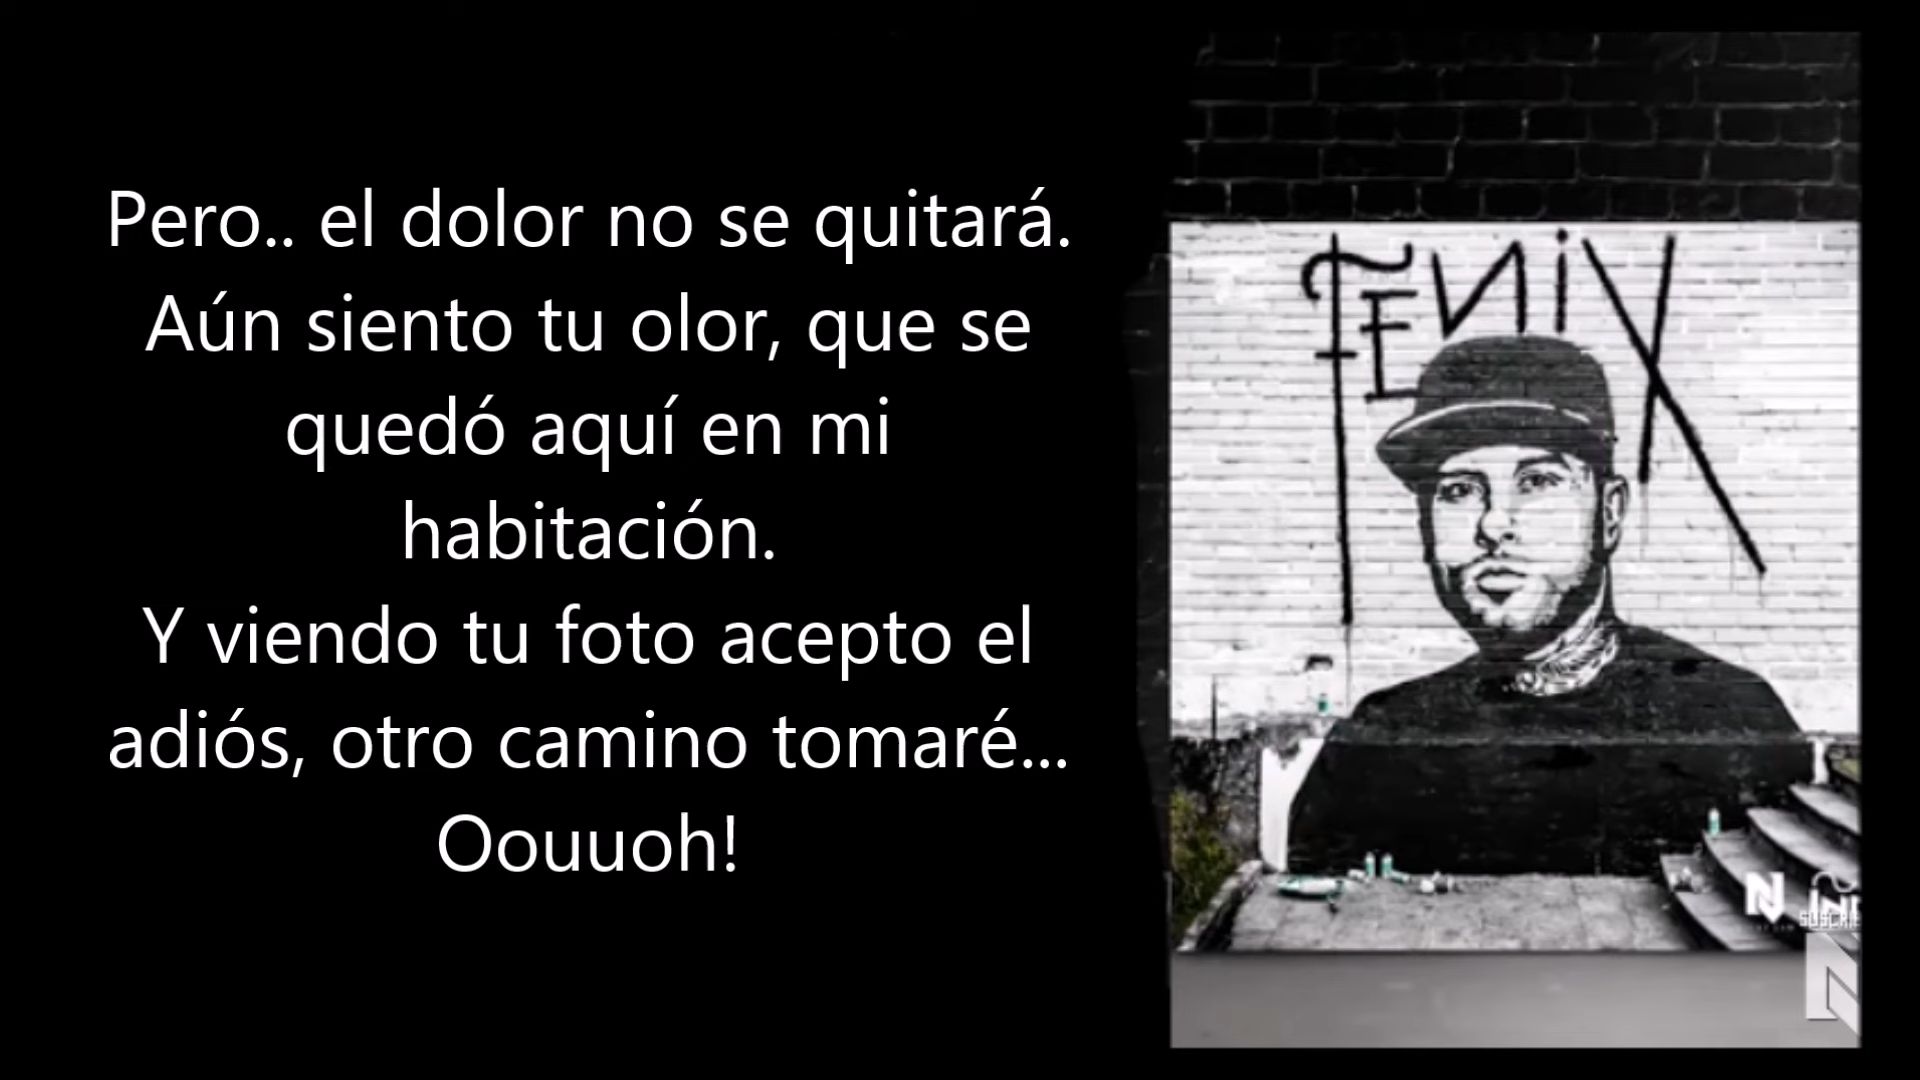 Pero.. el dolor no se quitará.
Aún siento tu olor, que se
quedó aquí en mi
habitación.
Y viendo tu foto acepto el
adiós, otro camino tomaré...
Oouuoh!
FENIX
N